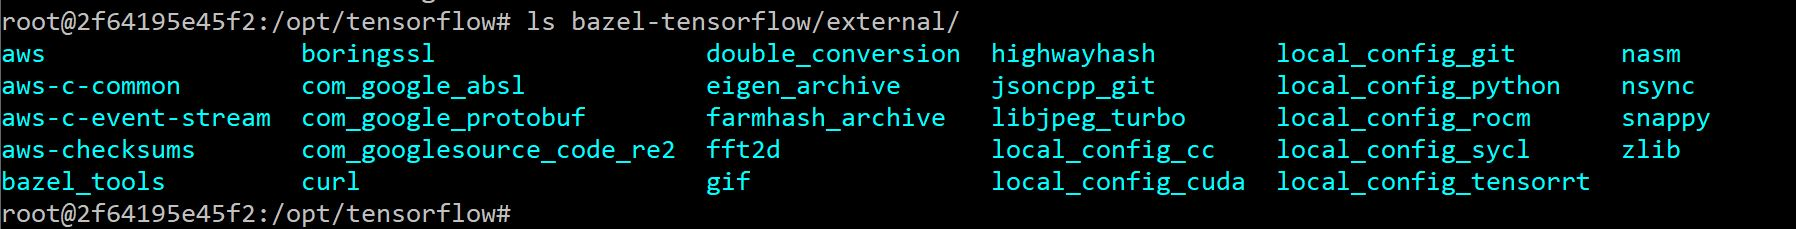 root@2f64195e45f2:/opt/tensorflow# ls bazel-tensorflow/external/
aws                 boringssl                  double_conversion  highwayhash        local_config_git       nasm
aws-c-common        com_google_absl            eigen_archive      jsoncpp_git        local_config_python    nsync
aws-c-event-stream  com_google_protobuf        farmhash_archive   libjpeg_turbo      local_config_rocm      snappy
aws-checksums       com_googlesource_code_re2  fft2d              local_config_cc    local_config_sycl      zlib
bazel_tools         curl                       gif                local_config_cuda  local_config_tensorrt
root@2f64195e45f2:/opt/tensorflow#